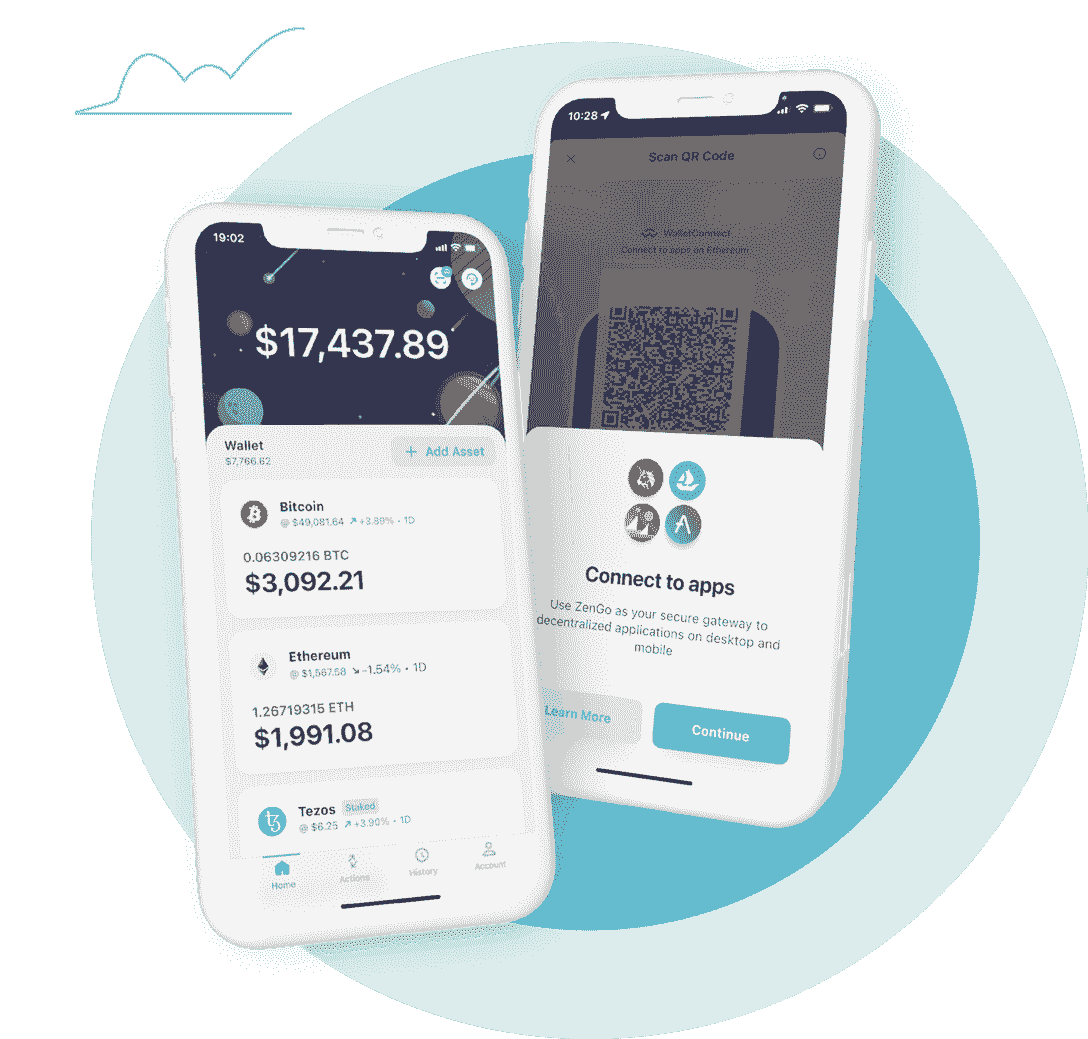 19:02
$17,437.89
Wallet
$7,766.62
+ Add Asset
Bitcoin
@ $49,081.64 ↗ +3.89% • 1D
0.06309216 BTC
$3,092.21
Ethereum
@ $1,567.58 ↘ -1.54% • 1D
1.26719315 ETH
$1,991.08
Tezos Staked
@ $6.25 ↗ +3.90% • 1D
Home
Actions
History
Account
10:28
Scan QR Code
WalletConnect
Connect to apps on Ethereum
Connect to apps
Use ZenGo as your secure gateway to
decentralized applications on desktop and
mobile
Learn More
Continue